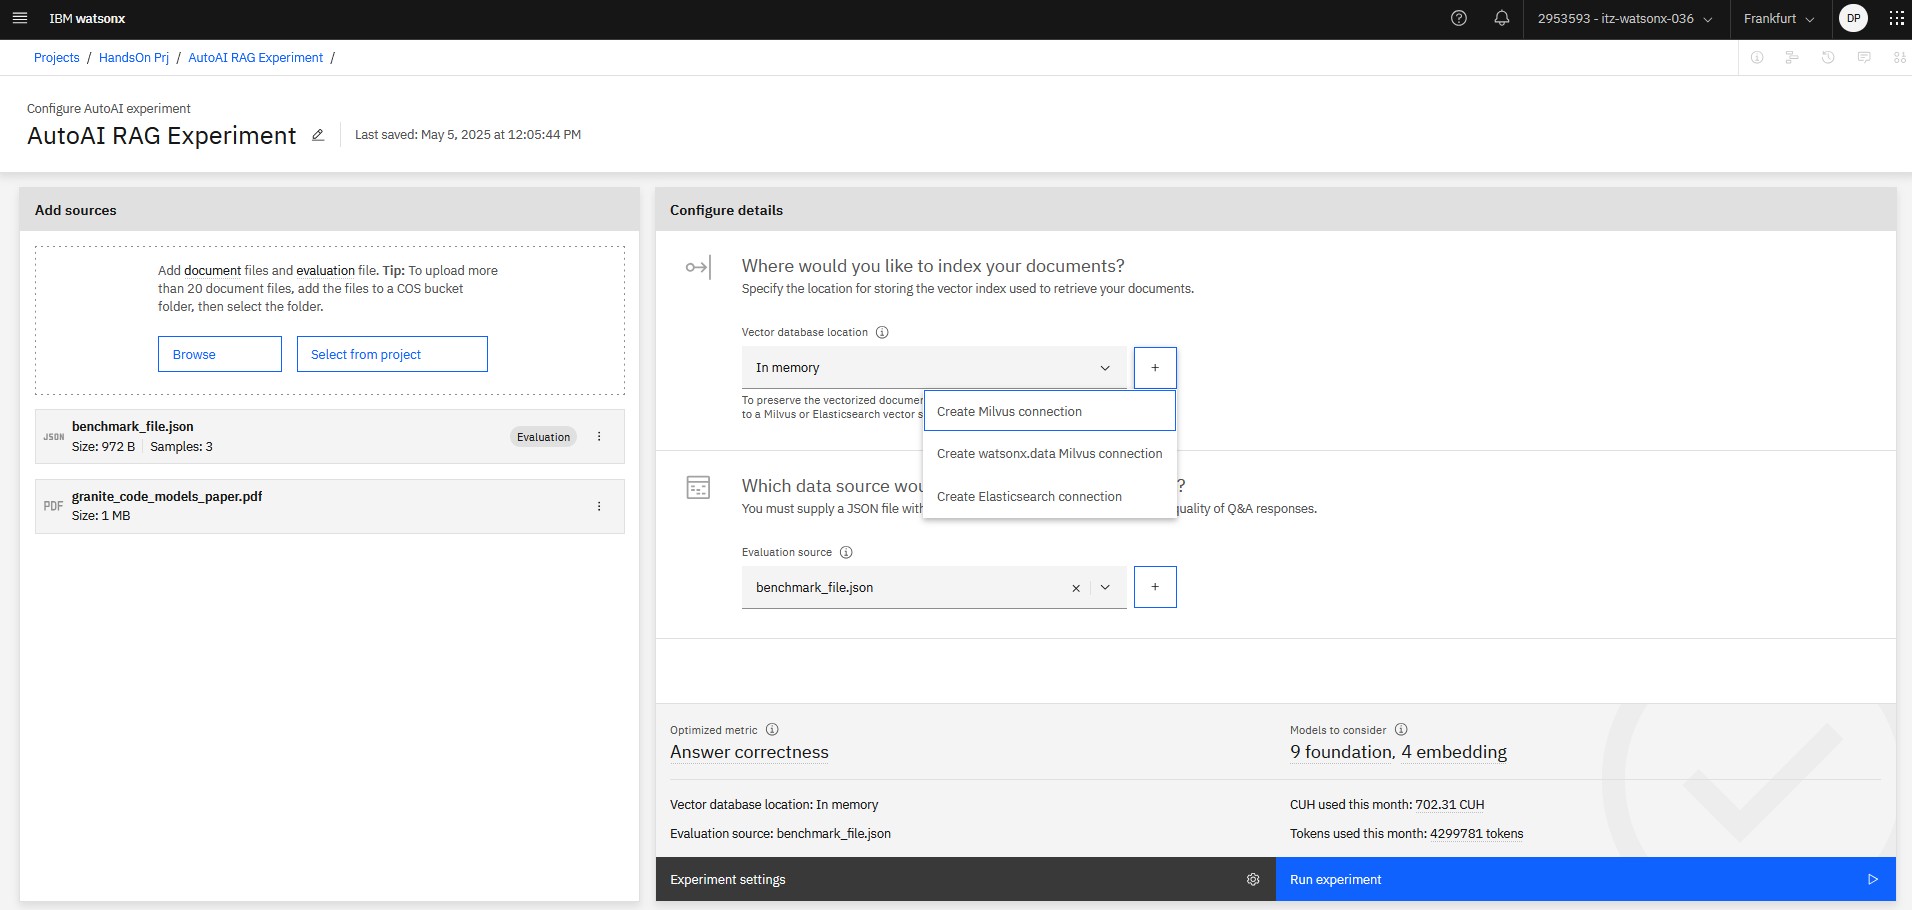 IBM watsonx
2953593 - itz-watsonx-036
Frankfurt
DP
Projects / HandsOn Prj / AutoAI RAG Experiment /
Configure AutoAI experiment
AutoAI RAG Experiment
Last saved: May 5, 2025 at 12:05:44 PM
Add sources
Add document files and evaluation file. Tip: To upload more
than 20 document files, add the files to a COS bucket
folder, then select the folder.
Browse
Select from project
JSON
benchmark_file.json
Size: 972 B
Samples: 3
Evaluation
PDF
granite_code_models_paper.pdf
Size: 1 MB
Configure details
Where would you like to index your documents?
Specify the location for storing the vector index used to retrieve your documents.
Vector database location
In memory
+
To preserve the vectorized
to a Milvus or Elasticsearch vector
Create Milvus connection
Create watsonx.data Milvus connection
Create Elasticsearch connection
Which data source ?
You must supply a JSON file of Q&A responses.
Evaluation source
benchmark_file.json
+
Optimized metric
Answer correctness
Models to consider
9 foundation, 4 embedding
Vector database location: In memory
CUH used this month: 702.31 CUH
Evaluation source: benchmark_file.json
Tokens used this month: 4299781 tokens
Experiment settings
Run experiment